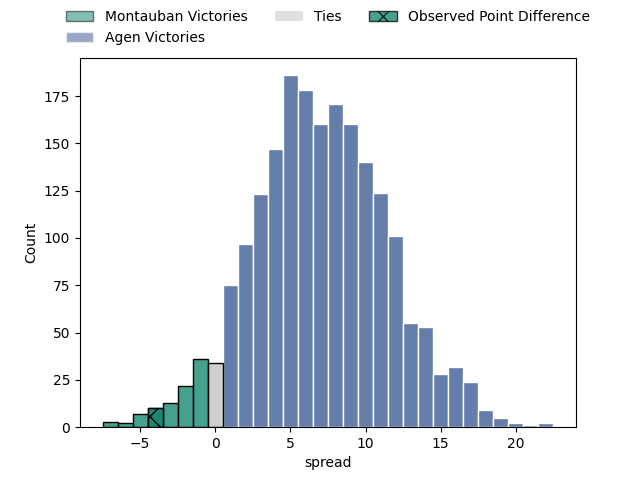 Montauban Victories
Ties
Observed Point Difference
Agen Victories
175
150
125
100
75
50
25
0
Count
−5
0
5
10
15
20
spread